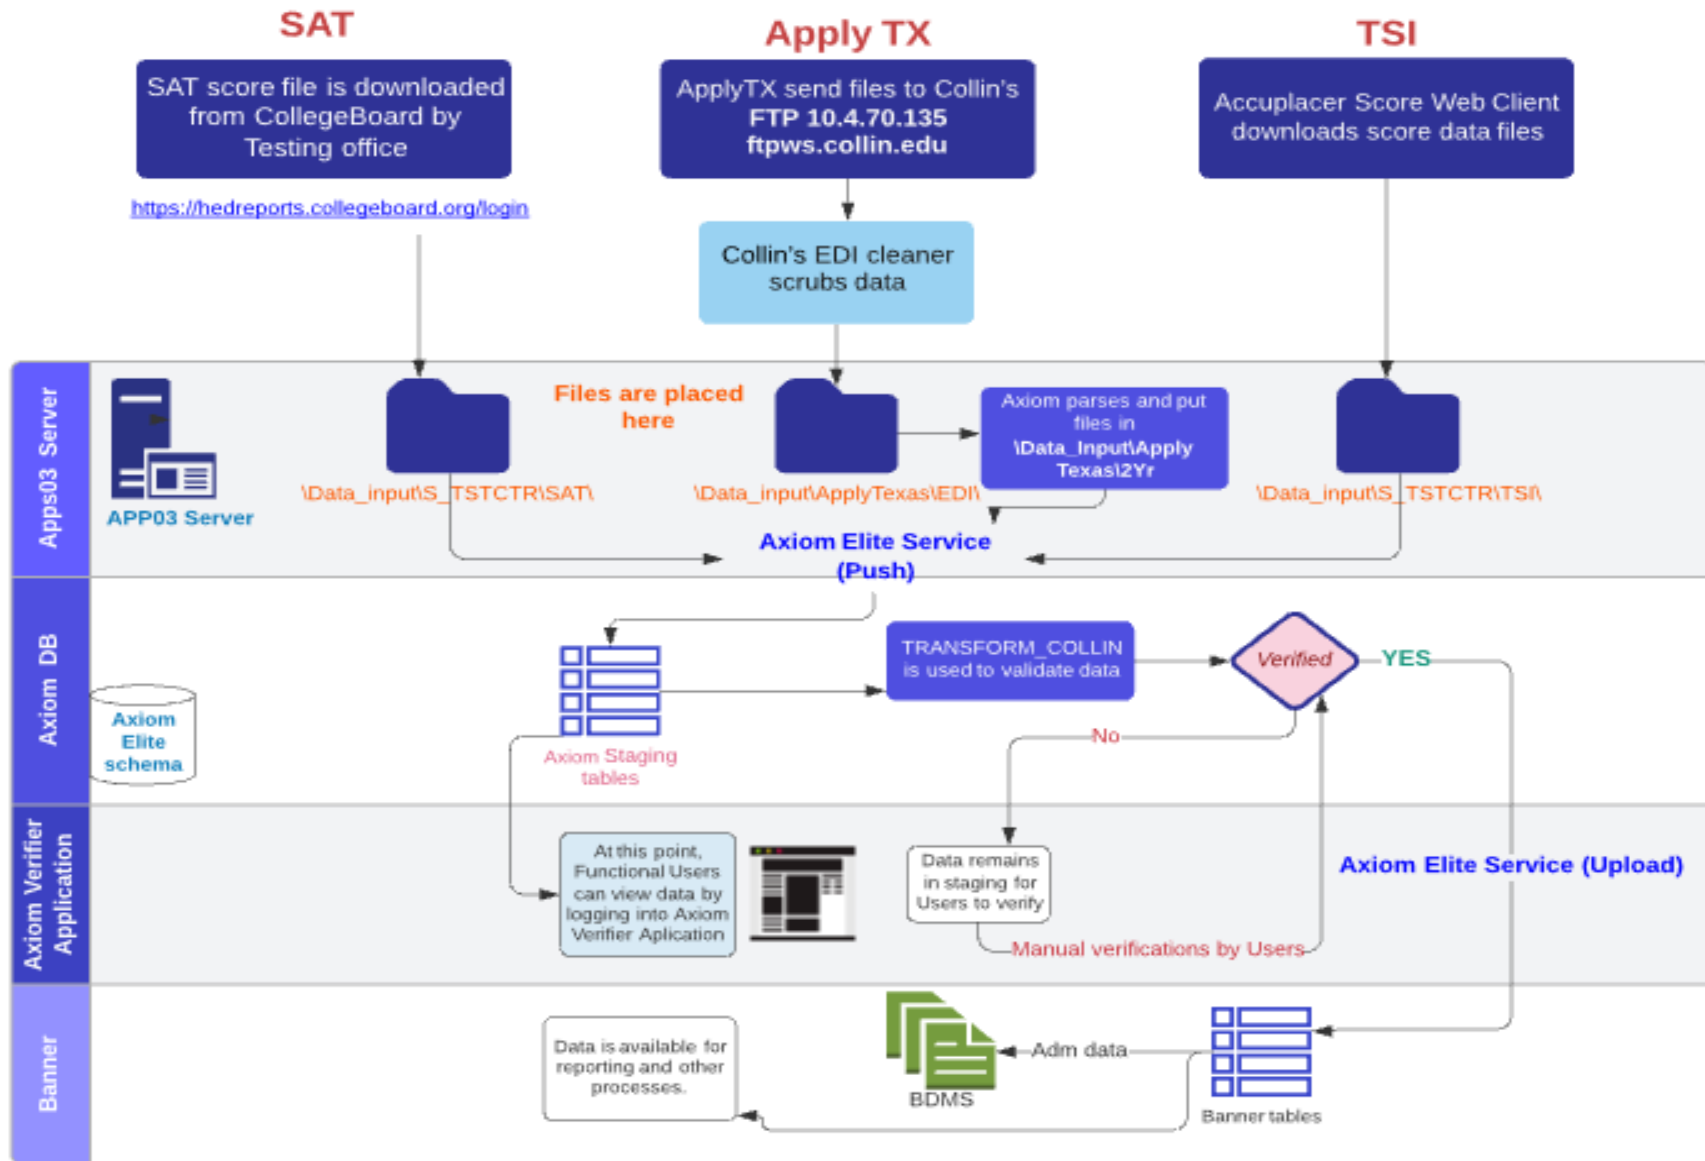 SAT
Apply TX
TSI
SAT score file is downloaded
from CollegeBoard by
Testing office
ApplyTX send files to Collin's
FTP 10.4.70.135
ftpws.collin.edu
Accuplacer Score Web Client
downloads score data files
https://hedreports.collegeboard.org/login
Collin's EDI cleaner
scrubs data
Apps03 Server
APP03 Server
Files are placed
here
\Data_input\S_TSTCTR\SAT\
\Data_input\ApplyTexas\EDI\
Axiom parses and put
files in
\Data_Input\Apply
Texas\2Yr
\Data_input\S_TSTCTR\TSI\
Axiom Elite Service
(Push)
Axiom DB
Axiom
Elite
schema
Axiom Staging
tables
TRANSFORM_COLLIN
is used to validate data
Verified
YES
No
Axiom Verifier
Application
At this point,
Functional Users
can view data by
logging into Axiom
Verifier Aplication
Data remains
in staging for
Users to verify
Manual verifications by Users
Axiom Elite Service (Upload)
Banner
Data is available for
reporting and other
processes.
BDMS
Adm data
Banner tables